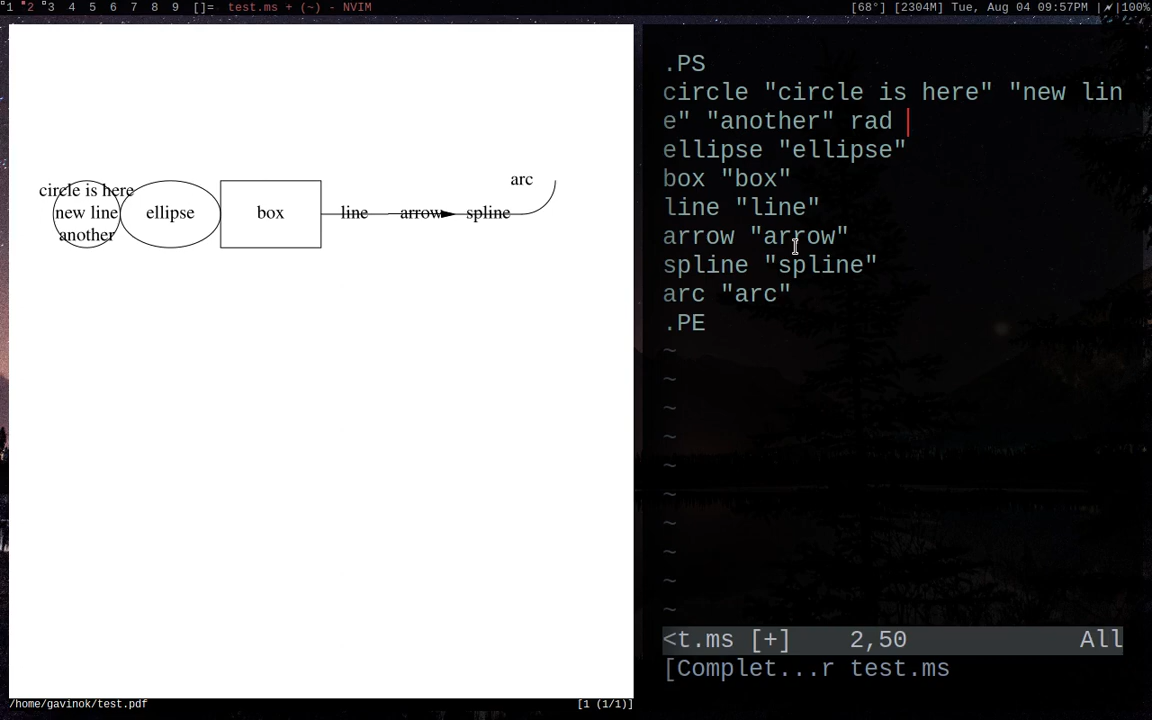 1 2 3 4 5 6 7 8 9 []= test.ms + (~) - NVIM [68°] [2304M] Tue, Aug 04 09:57PM |⚡|100%
circle is here
new line
another
ellipse
box
line
arrow
spline
arc
/home/gavinok/test.pdf [1 (1/1)]
.PS
circle "circle is here" "new lin
e" "another" rad
ellipse "ellipse"
box "box"
line "line"
arrow "arrow"
spline "spline"
arc "arc"
.PE
~
~
~
~
~
~
~
~
~
~
<t.ms [+] 2,50 All
[Complet...r test.ms